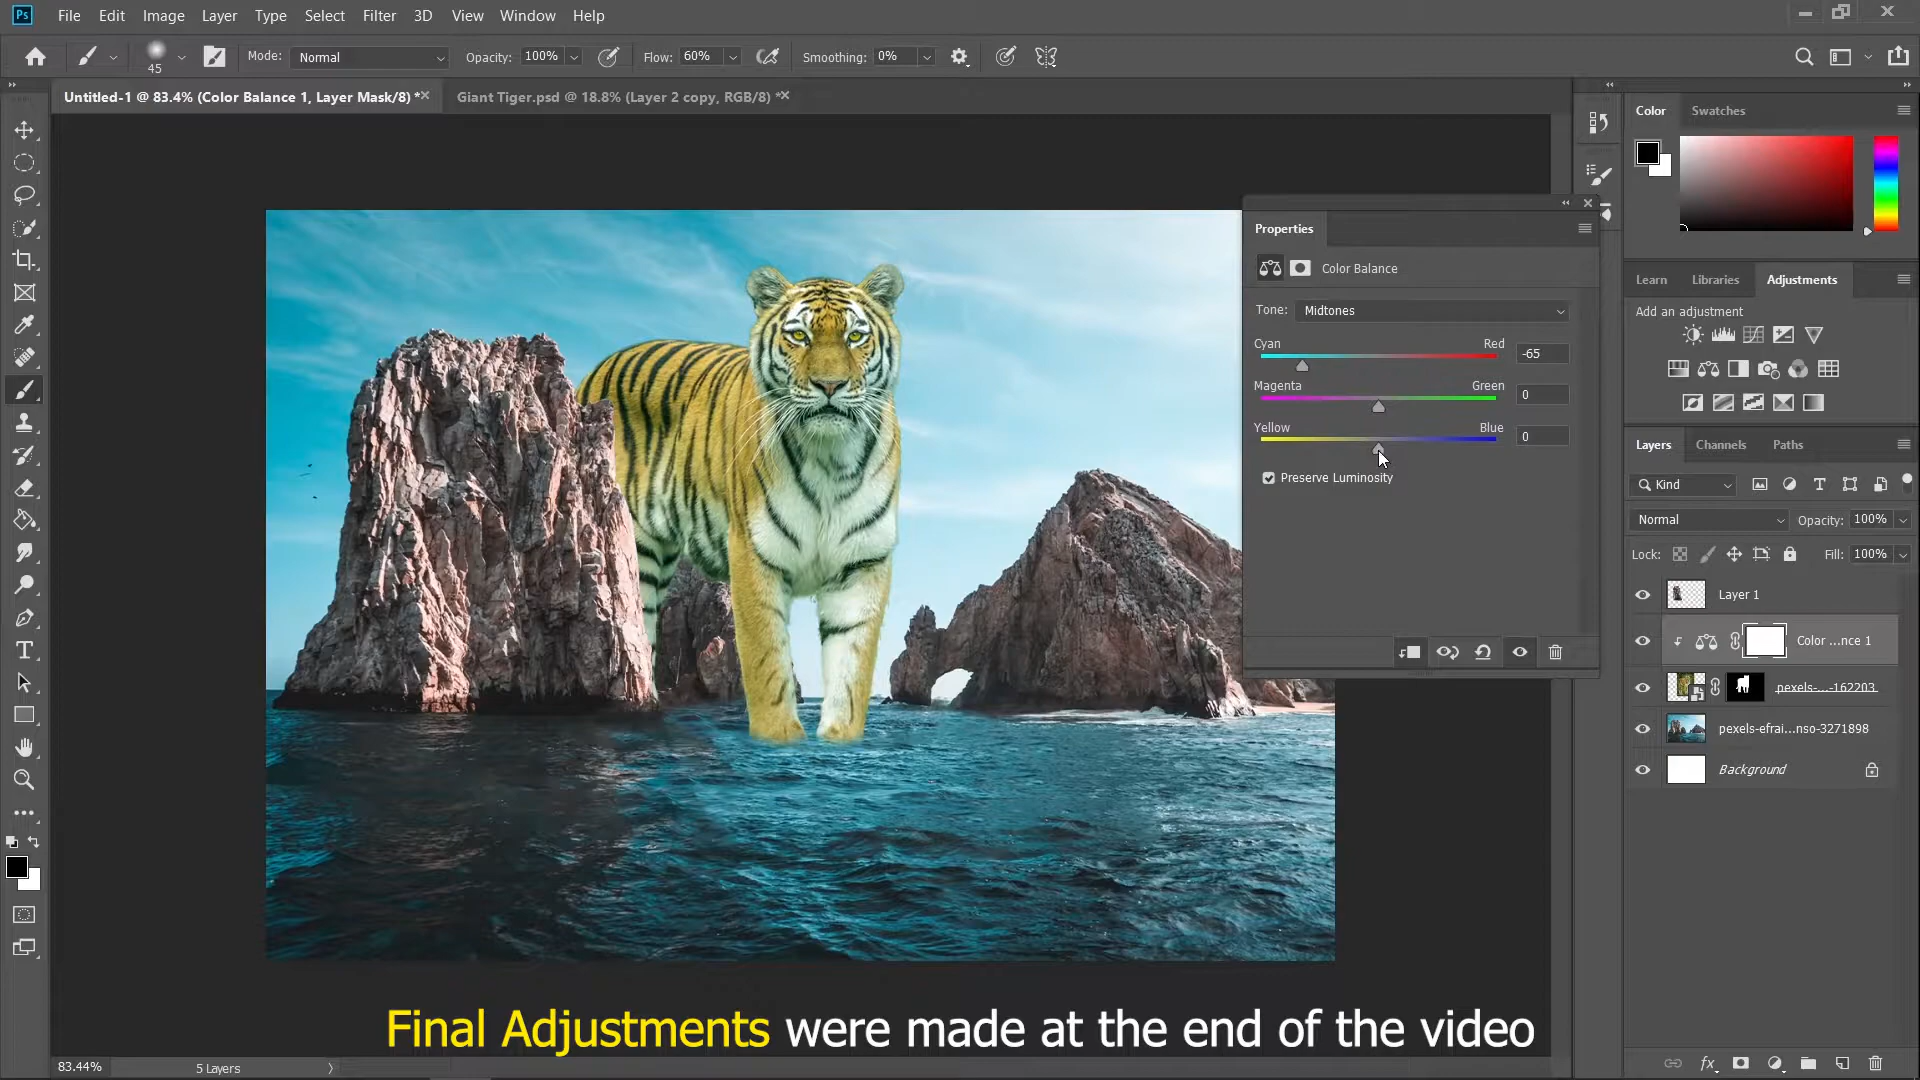 Ps File Edit Image Layer Type Select Filter 3D View Window Help
45 Mode: Normal Opacity: 100% Flow: 60% Smoothing: 0%
Untitled-1 @ 83.4% (Color Balance 1, Layer Mask/8) * Giant Tiger.psd @ 18.8% (Layer 2 copy, RGB/8) *
Color Swatches
Properties
Color Balance
Tone: Midtones
Cyan Red -65
Magenta Green 0
Yellow Blue 0
Preserve Luminosity
Learn Libraries Adjustments
Add an adjustment
Layers Channels Paths
Kind
Normal Opacity: 100%
Lock: Fill: 100%
Layer 1
Color ...nce 1
pexels-...-162203
pexels-efrai...nso-3271898
Background
Final Adjustments were made at the end of the video
83.44% 5 Layers
fx